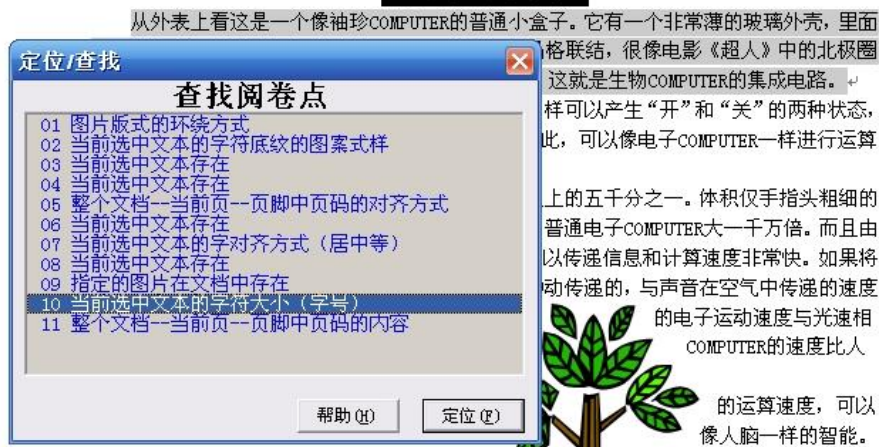 从外表上看这是一个像袖珍COMPUTER的普通小盒子。它有一个非常薄的玻璃外壳，里面
格联结，很像电影《超人》中的北极圈
这就是生物COMPUTER的集成电路。
样可以产生“开”和“关”的两种状态，
此，可以像电子COMPUTER一样进行运算
上的五千分之一。体积仅手指头粗细的
普通电子COMPUTER大一千万倍。而且由
以传递信息和计算速度非常快。如果将
动传递的，与声音在空气中传递的速度
的电子运动速度与光速相
COMPUTER的速度比人
的运算速度，可以
像人脑一样的智能。
定位/查找
查找阅卷点
01 图片版式的环绕方式
02 当前选中文本的字符底纹的图案式样
03 当前选中文本存在
04 当前选中文本存在
05 整个文档--当前页--页脚中页码的对齐方式
06 当前选中文本存在
07 当前选中文本的字对齐方式（居中等）
08 当前选中文本存在
09 指定的图片在文档中存在
10 当前选中文本的字符大小（字号）
11 整个文档--当前页--页脚中页码的内容
帮助(H)
定位(F)